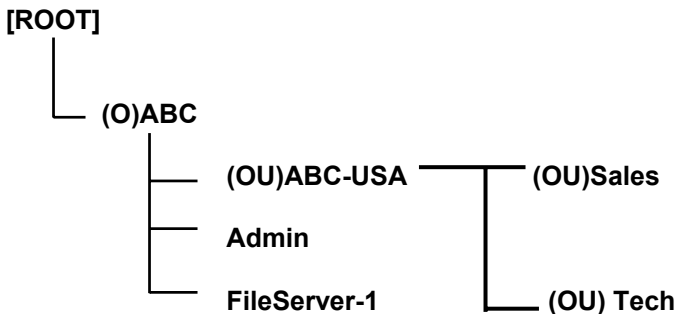 [ROOT]
(O)ABC
(OU)ABC-USA
(OU)Sales
Admin
FileServer-1
(OU) Tech